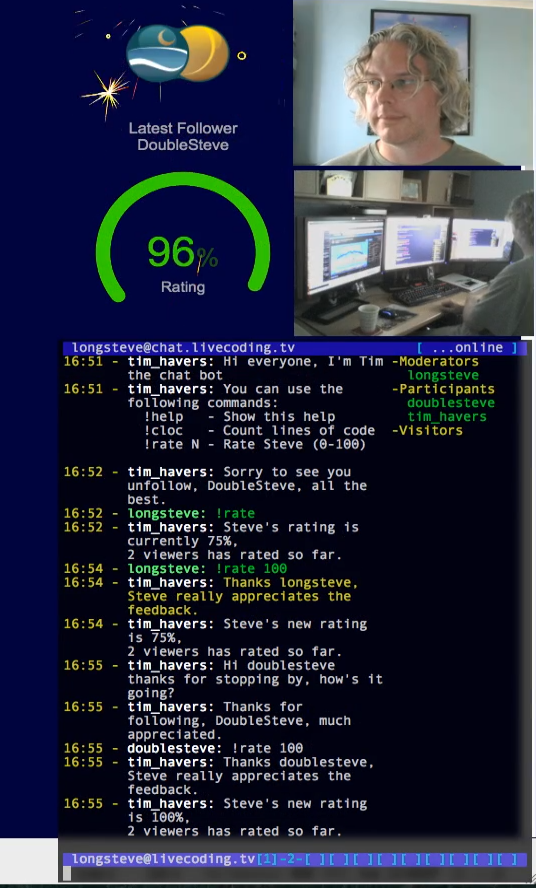 Latest Follower
DoubleSteve
96%
Rating
longsteve@chat.livecoding.tv [ ...online ]
16:51 - tim_havers: Hi everyone, I'm Tim -Moderators
the chat bot longsteve
16:51 - tim_havers: You can use the -Participants
following commands: doublesteve
!help - Show this help tim_havers
!cloc - Count lines of code -Visitors
!rate N - Rate Steve (0-100)
16:52 - tim_havers: Sorry to see you
unfollow, DoubleSteve, all the
best.
16:52 - longsteve: !rate
16:52 - tim_havers: Steve's rating is
currently 75%,
2 viewers has rated so far.
16:54 - longsteve: !rate 100
16:54 - tim_havers: Thanks longsteve,
Steve really appreciates the
feedback.
16:54 - tim_havers: Steve's new rating
is 75%,
2 viewers has rated so far.
16:55 - tim_havers: Hi doublesteve
thanks for stopping by, how's it
going?
16:55 - tim_havers: Thanks for
following, DoubleSteve, much
appreciated.
16:55 - doublesteve: !rate 100
16:55 - tim_havers: Thanks doublesteve,
Steve really appreciates the
feedback.
16:55 - tim_havers: Steve's new rating
is 100%,
2 viewers has rated so far.
longsteve@livecoding.tv[1]-2-[ ][ ][ ][ ][ ][ ][ ][ ][ ][ ]